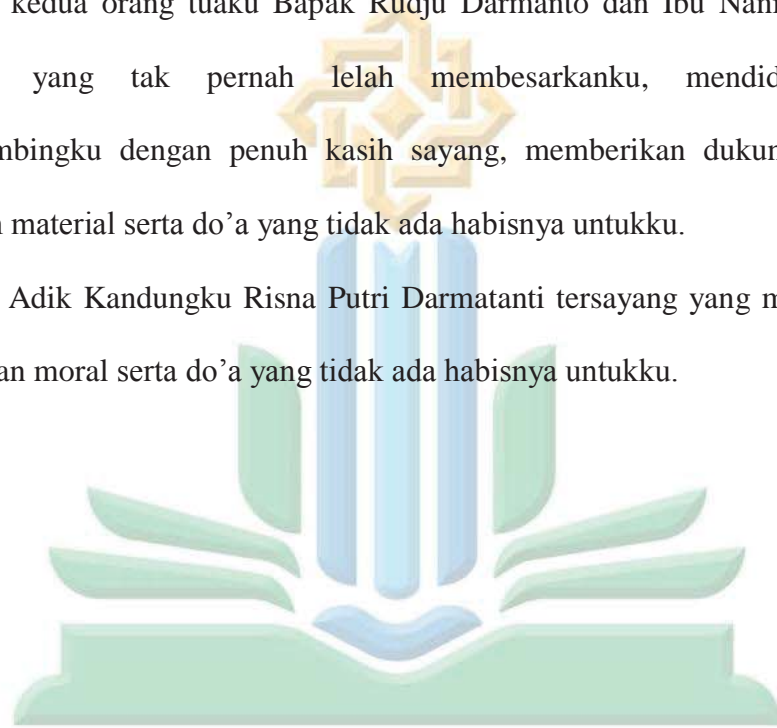 kedua orang tuaku Bapak Rudju Darmanto dan Ibu
yang tak pernah lelah membesarkanku,
dengan penuh kasih sayang, memberikan
material serta do’a yang tidak ada habisnya untukku.
Adik Kandungku Risna Putri Darmatanti tersayang yang
moral serta do’a yang tidak ada habisnya untukku.